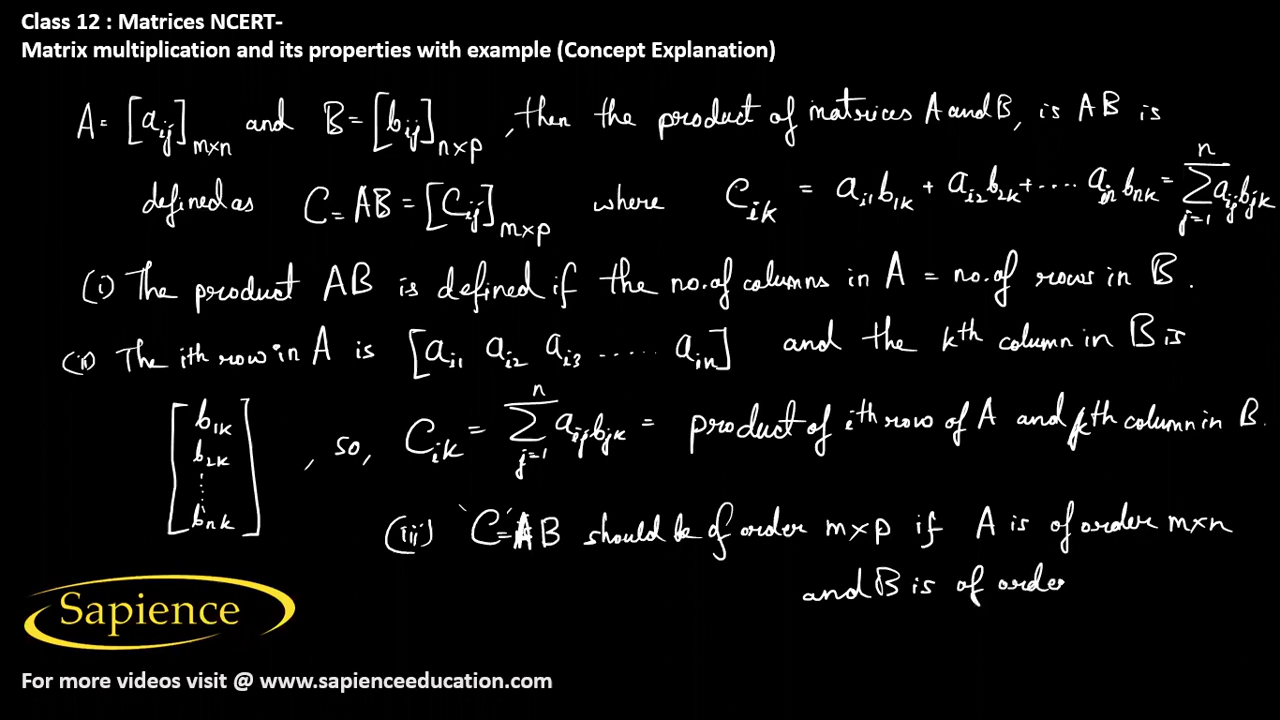 Class 12 : Matrices NCERT-
Matrix multiplication and its properties with example (Concept Explanation)
A = [aij]m×n and B = [bij]n×p , then the product of matrices A and B, is AB is
defined as C = AB = [Cij]m×p where Cik = ai1b1k + ai2b2k + .... ain bnk = n∑j=1 aijbjk
(i) The product AB is defined if the no. of columns in A = no. of rows in B.
(ii) The ith row in A is [ai1 ai2 ai3 ...... ain] and the kth column in B is
[b1k
b2k
⋮
bnk] , so, Cik = n∑j=1 aijbjk = product of ith row of A and kth column in B.
(iii) 'C=AB' should be of order m×p if A is of order m×n
and B is of order
Sapience
For more videos visit @ www.sapienceeducation.com